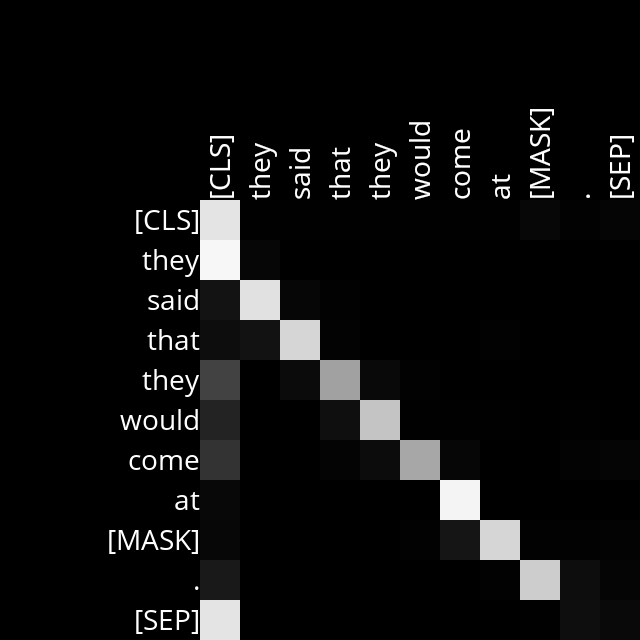 [CLS] they said that they would come at [MASK] . [SEP]
[CLS]
they
said
that
they
would
come
at
[MASK]
.
[SEP]